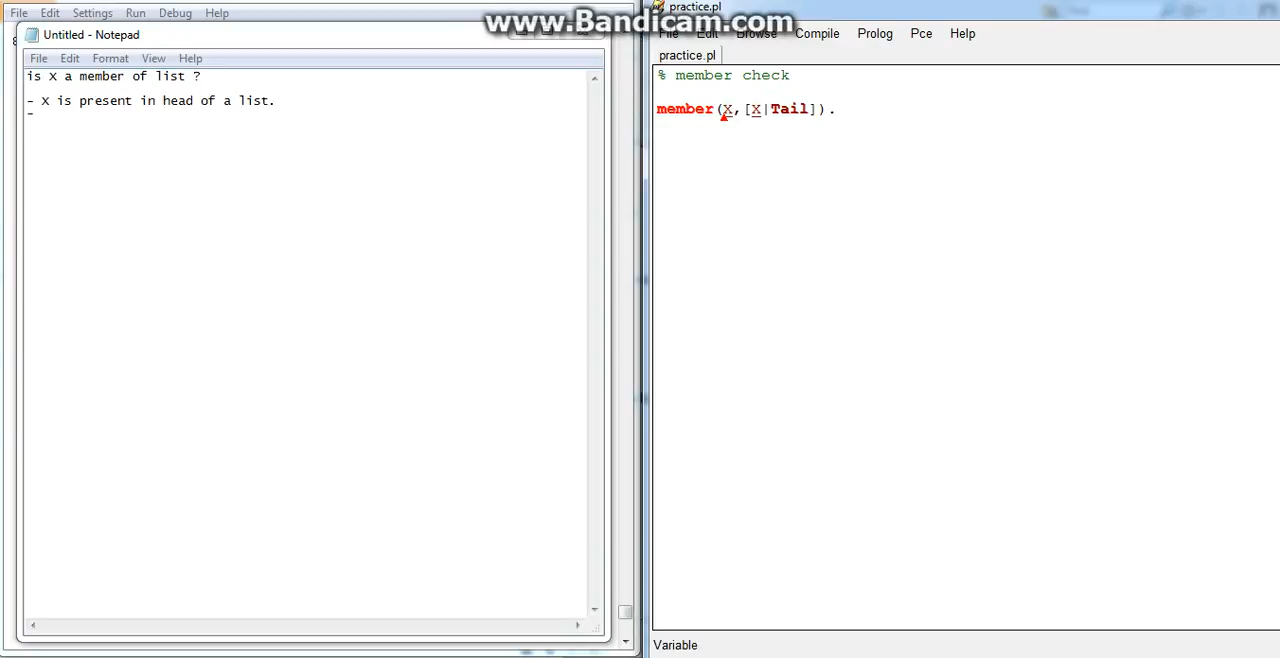 www.Bandicam.com
File Edit Settings Run Debug Help
Untitled - Notepad
File Edit Format View Help
is X a member of list ?
- X is present in head of a list.
-
practice.pl
File Edit Browse Compile Prolog Pce Help
practice.pl
% member check
member(X,[X|Tail]).
Variable